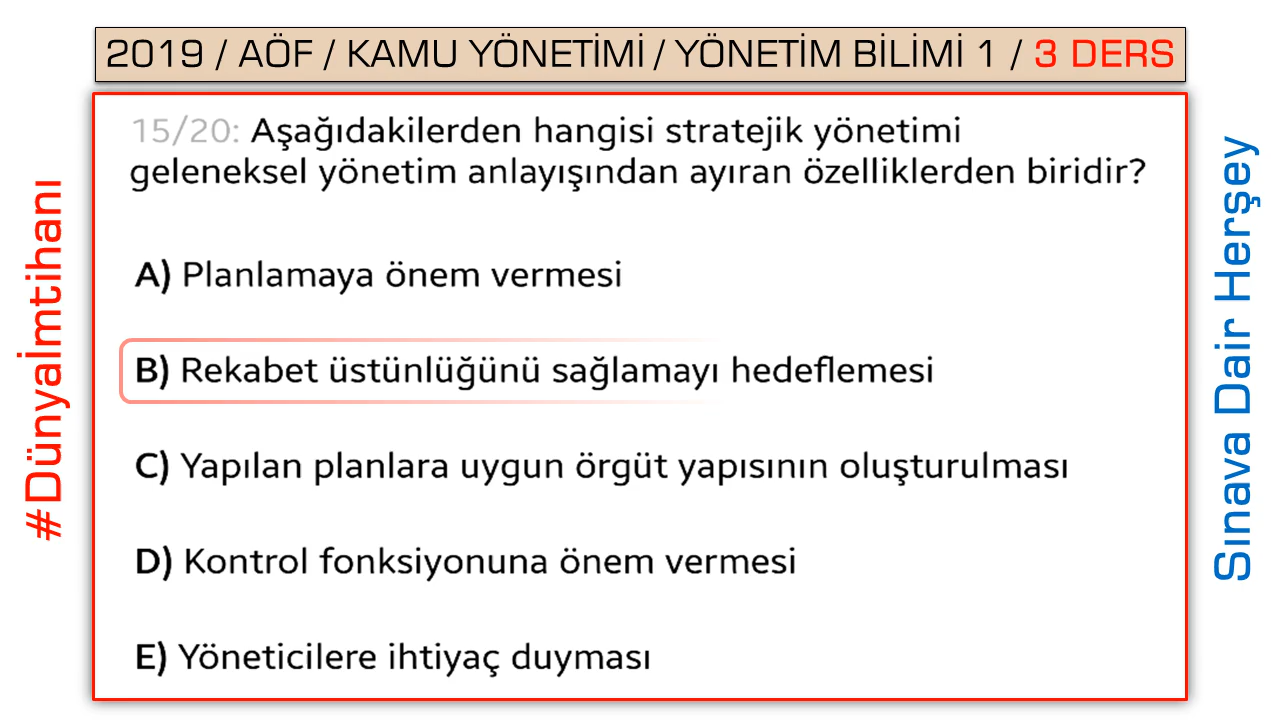 2019 / AÖF / KAMU YÖNETİMİ / YÖNETİM BİLİMİ 1 / 3 DERS
#Dünyaİmtihanı
15/20: Aşağıdakilerden hangisi stratejik yönetimi
geleneksel yönetim anlayışından ayıran özelliklerden biridir?
A) Planlamaya önem vermesi
B) Rekabet üstünlüğünü sağlamayı hedeflemesi
C) Yapılan planlara uygun örgüt yapısının oluşturulması
D) Kontrol fonksiyonuna önem vermesi
E) Yöneticilere ihtiyaç duyması
Sınava Dair Herşey